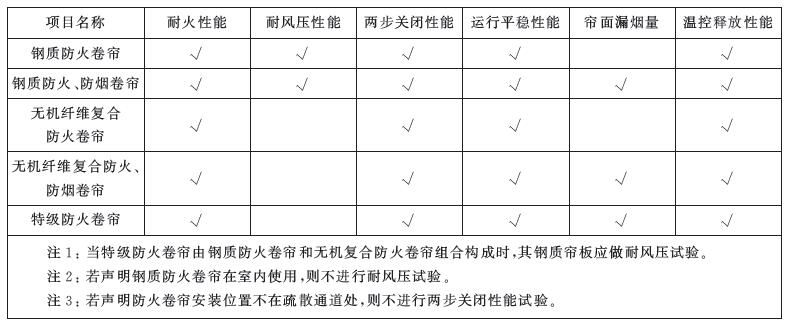 项目名称 耐火性能 耐风压性能 两步关闭性能 运行平稳性能 帘面漏烟量 温控释放性能
钢质防火卷帘 √ √ √ √ √
钢质防火、防烟卷帘 √ √ √ √ √ √
无机纤维复合
防火卷帘 √ √ √ √
无机纤维复合防火、
防烟卷帘 √ √ √ √ √
特级防火卷帘 √ √ √ √ √
注1：当特级防火卷帘由钢质防火卷帘和无机复合防火卷帘组合构成时，其钢质帘板应做耐风压试验。
注2：若声明钢质防火卷帘在室内使用，则不进行耐风压试验。
注3：若声明防火卷帘安装位置不在疏散通道处，则不进行两步关闭性能试验。